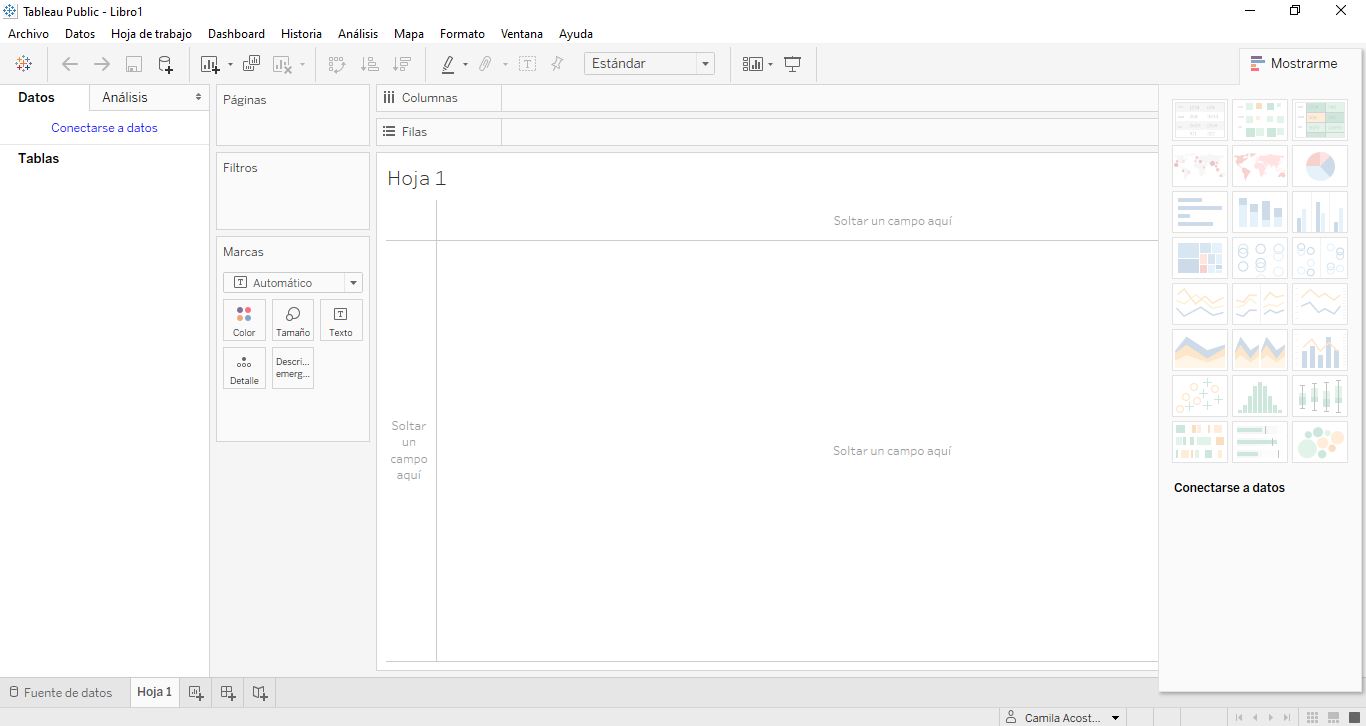 Tableau Public - Libro1
Archivo Datos Hoja de trabajo Dashboard Historia Análisis Mapa Formato Ventana Ayuda
Estándar
Mostrarme
Datos
Análisis
Conectarse a datos
Tablas
Páginas
Filtros
Marcas
Automático
Color
Tamaño
Texto
Detalle
Descri...
emerg...
Columnas
Filas
Hoja 1
Soltar un campo aquí
Soltar
un
campo
aquí
Soltar un campo aquí
Conectarse a datos
Fuente de datos
Hoja 1
Camila Acost...